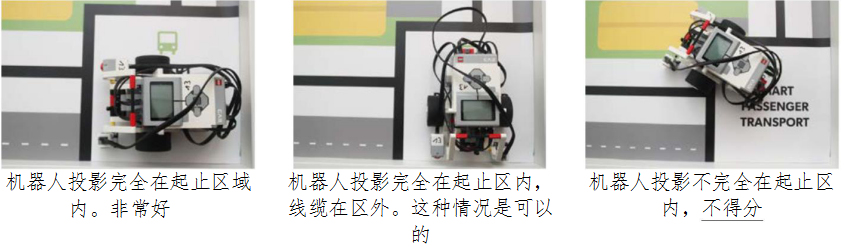 SMART
PASSENGER
TRANSPORT
机器人投影完全在起止区域
内。非常好
机器人投影完全在起止区内，
线缆在区外。这种情况是可以
的
机器人投影不完全在起止区
内，不得分